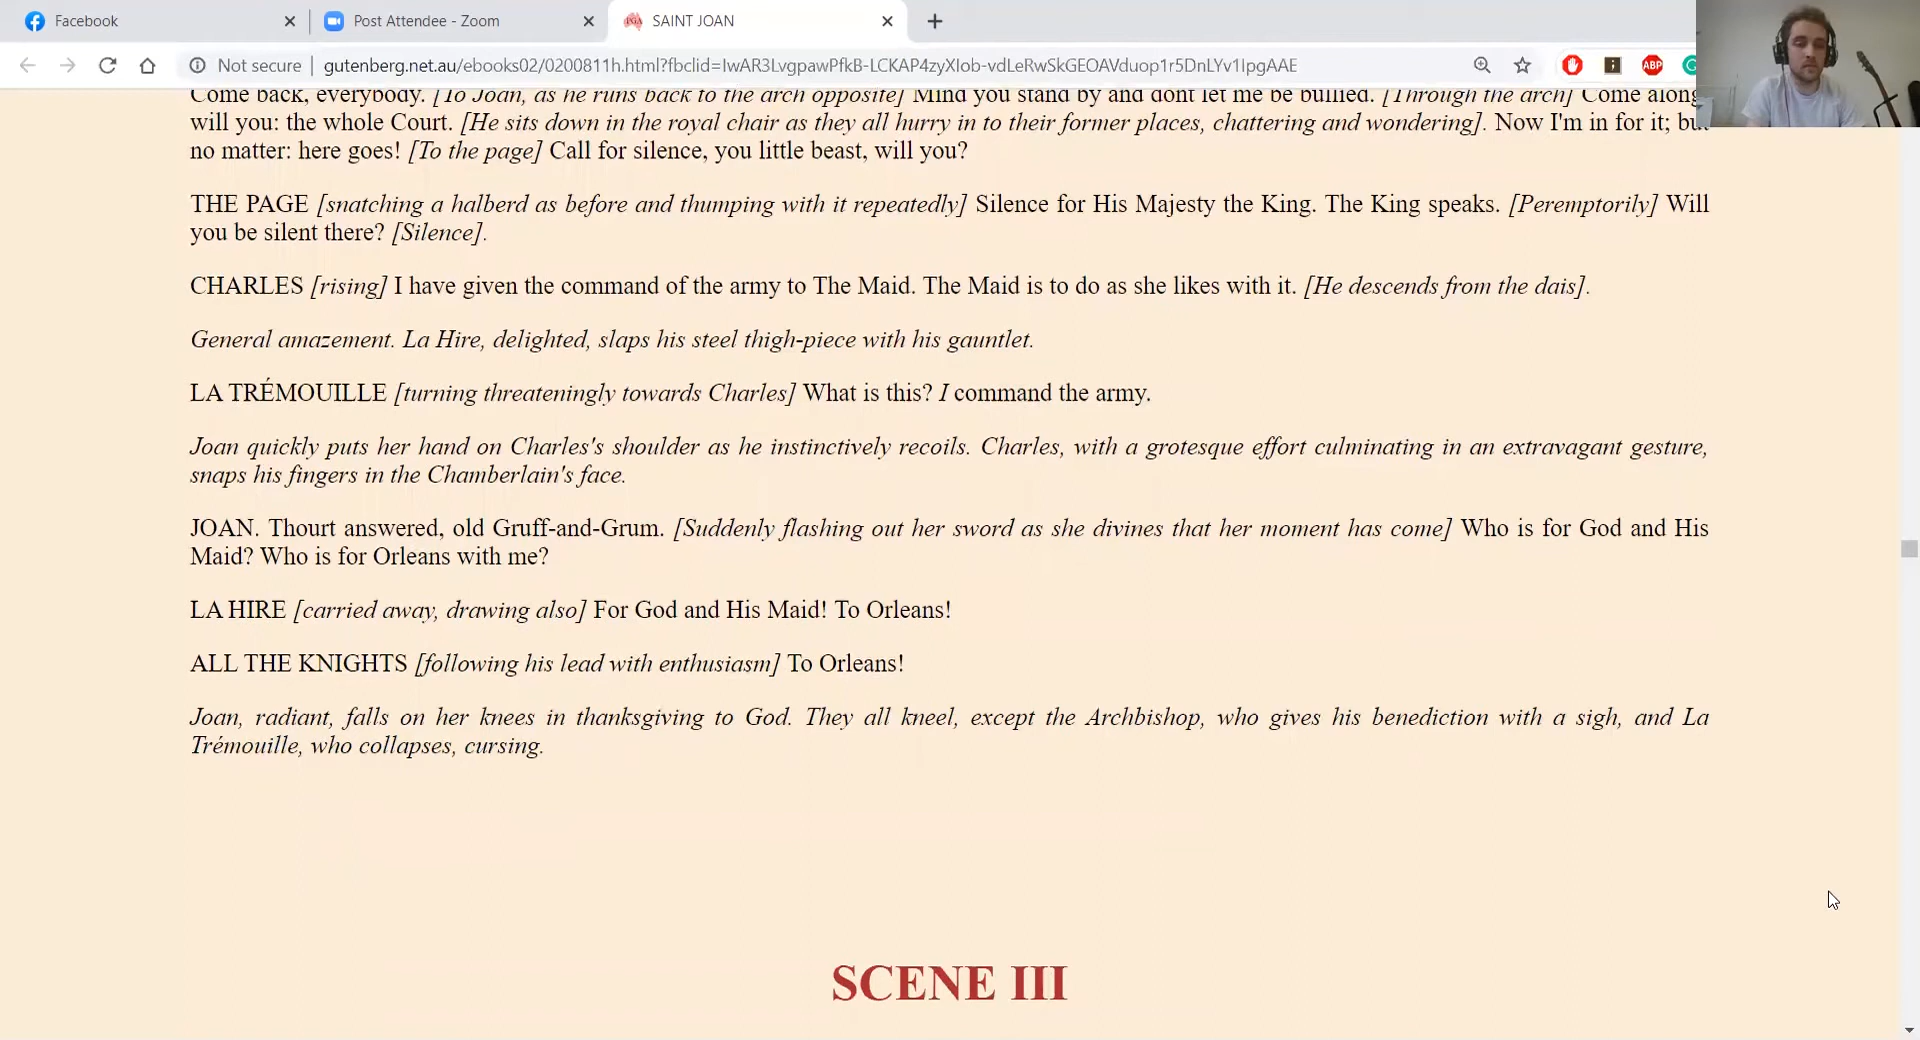 Facebook
Post Attendee - Zoom
SAINT JOAN
Not secure
gutenberg.net.au/ebooks02/0200811h.html?fbclid=IwAR3LvgpawPfkB-LCKAP4zyXIob-vdLeRwSkGEOAVduop1r5DnLYv1IpgAAE
ABP
Come back, everybody. [To Joan, as he runs back to the arch opposite] Mind you stand by and dont let me be bullied. [Through the arch] Come along,
will you: the whole Court. [He sits down in the royal chair as they all hurry in to their former places, chattering and wondering]. Now I'm in for it; but
no matter: here goes! [To the page] Call for silence, you little beast, will you?
THE PAGE [snatching a halberd as before and thumping with it repeatedly] Silence for His Majesty the King. The King speaks. [Peremptorily] Will
you be silent there? [Silence].
CHARLES [rising] I have given the command of the army to The Maid. The Maid is to do as she likes with it. [He descends from the dais].
General amazement. La Hire, delighted, slaps his steel thigh-piece with his gauntlet.
LA TRÉMOUILLE [turning threateningly towards Charles] What is this? I command the army.
Joan quickly puts her hand on Charles's shoulder as he instinctively recoils. Charles, with a grotesque effort culminating in an extravagant gesture,
snaps his fingers in the Chamberlain's face.
JOAN. Thourt answered, old Gruff-and-Grum. [Suddenly flashing out her sword as she divines that her moment has come] Who is for God and His
Maid? Who is for Orleans with me?
LA HIRE [carried away, drawing also] For God and His Maid! To Orleans!
ALL THE KNIGHTS [following his lead with enthusiasm] To Orleans!
Joan, radiant, falls on her knees in thanksgiving to God. They all kneel, except the Archbishop, who gives his benediction with a sigh, and La
Trémouille, who collapses, cursing.
SCENE III